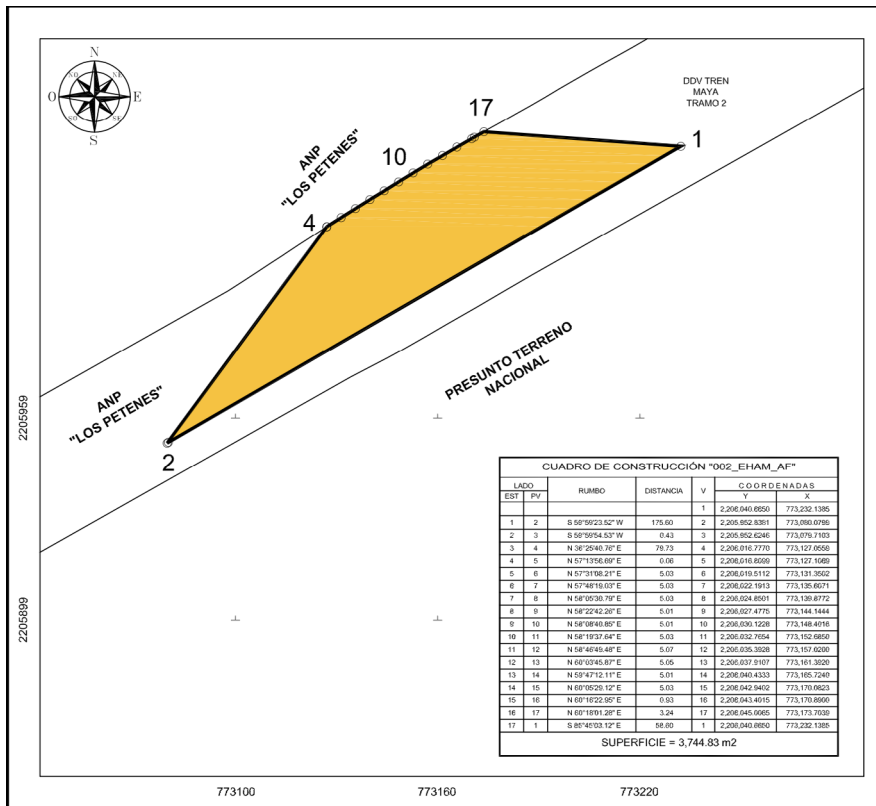 N
NO
NE
O
E
SO
SE
S
DDV TREN
MAYA
TRAMO 2
17
1
ANP
"LOS PETENES"
10
4
PRESUNTO TERRENO
NACIONAL
ANP
"LOS PETENES"
2
2205959
2205899
CUADRO DE CONSTRUCCIÓN "002_EHAM_AF"
LADO RUMBO DISTANCIA V COORDENADAS
EST PV Y X
1 2,206,040.6650 773,232.1385
1 2 S 59°59'23.52" W 175.60 2 2,205,952.8381 773,080.0795
2 3 S 59°59'54.53" W 0.43 3 2,205,952.6246 773,079.7103
3 4 N 36°25'40.76" E 79.73 4 2,206,016.7770 773,127.0558
4 5 N 57°13'56.69" E 0.06 5 2,206,016.8099 773,127.1069
5 6 N 57°31'08.21" E 5.03 6 2,206,019.5112 773,131.3502
6 7 N 57°48'19.03" E 5.03 7 2,206,022.1913 773,135.6071
7 8 N 58°05'30.79" E 5.03 8 2,206,024.8501 773,139.8772
8 9 N 58°22'42.26" E 5.01 9 2,206,027.4775 773,144.1444
9 10 N 58°08'40.85" E 5.01 10 2,206,030.1228 773,148.4016
10 11 N 58°19'37.64" E 5.03 11 2,206,032.7654 773,152.6850
11 12 N 58°46'49.48" E 5.07 12 2,206,035.3928 773,157.0200
12 13 N 60°03'45.87" E 5.05 13 2,206,037.9107 773,161.3920
13 14 N 59°47'12.11" E 5.01 14 2,206,040.4333 773,165.7240
14 15 N 60°05'29.12" E 5.03 15 2,206,042.9402 773,170.0823
15 16 N 60°16'22.95" E 0.93 16 2,206,043.4015 773,170.8900
16 17 N 60°18'01.28" E 3.24 17 2,206,045.0065 773,173.7039
17 1 S 85°45'03.12" E 58.60 1 2,206,040.6650 773,232.1385
SUPERFICIE = 3,744.83 m2
773100
773160
773220